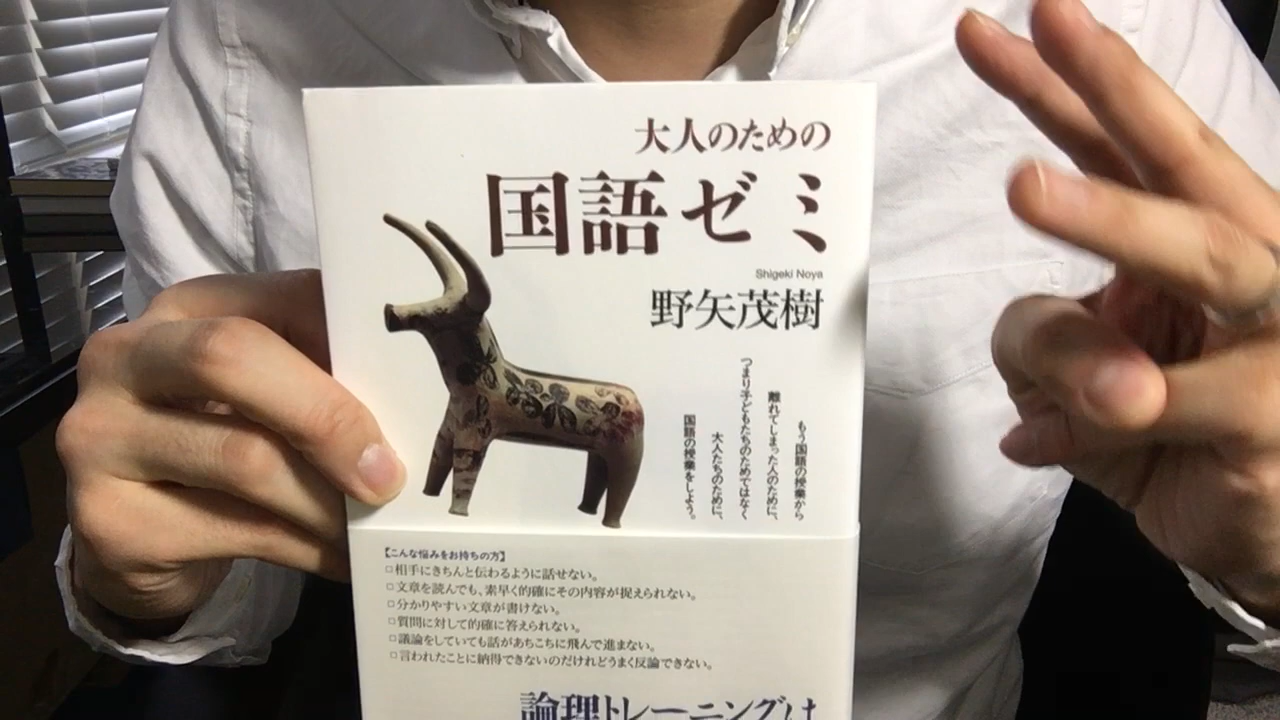 大人のための
国語ゼミ
Shigeki Noya
野矢茂樹
もう国語の授業から
離れてしまった人のために、
つまり子どもたちのためではなく
大人たちのために、
国語の授業をしよう。
【こんな悩みをお持ちの方】
□相手にきちんと伝わるように話せない。
□文章を読んでも、素早く的確にその内容が捉えられない。
□分かりやすい文章が書けない。
□質問に対して的確に答えられない。
□議論をしていても話があちこちに飛んで進まない。
□言われたことに納得できないのだけれどうまく反論できない。
論理トレーニングは